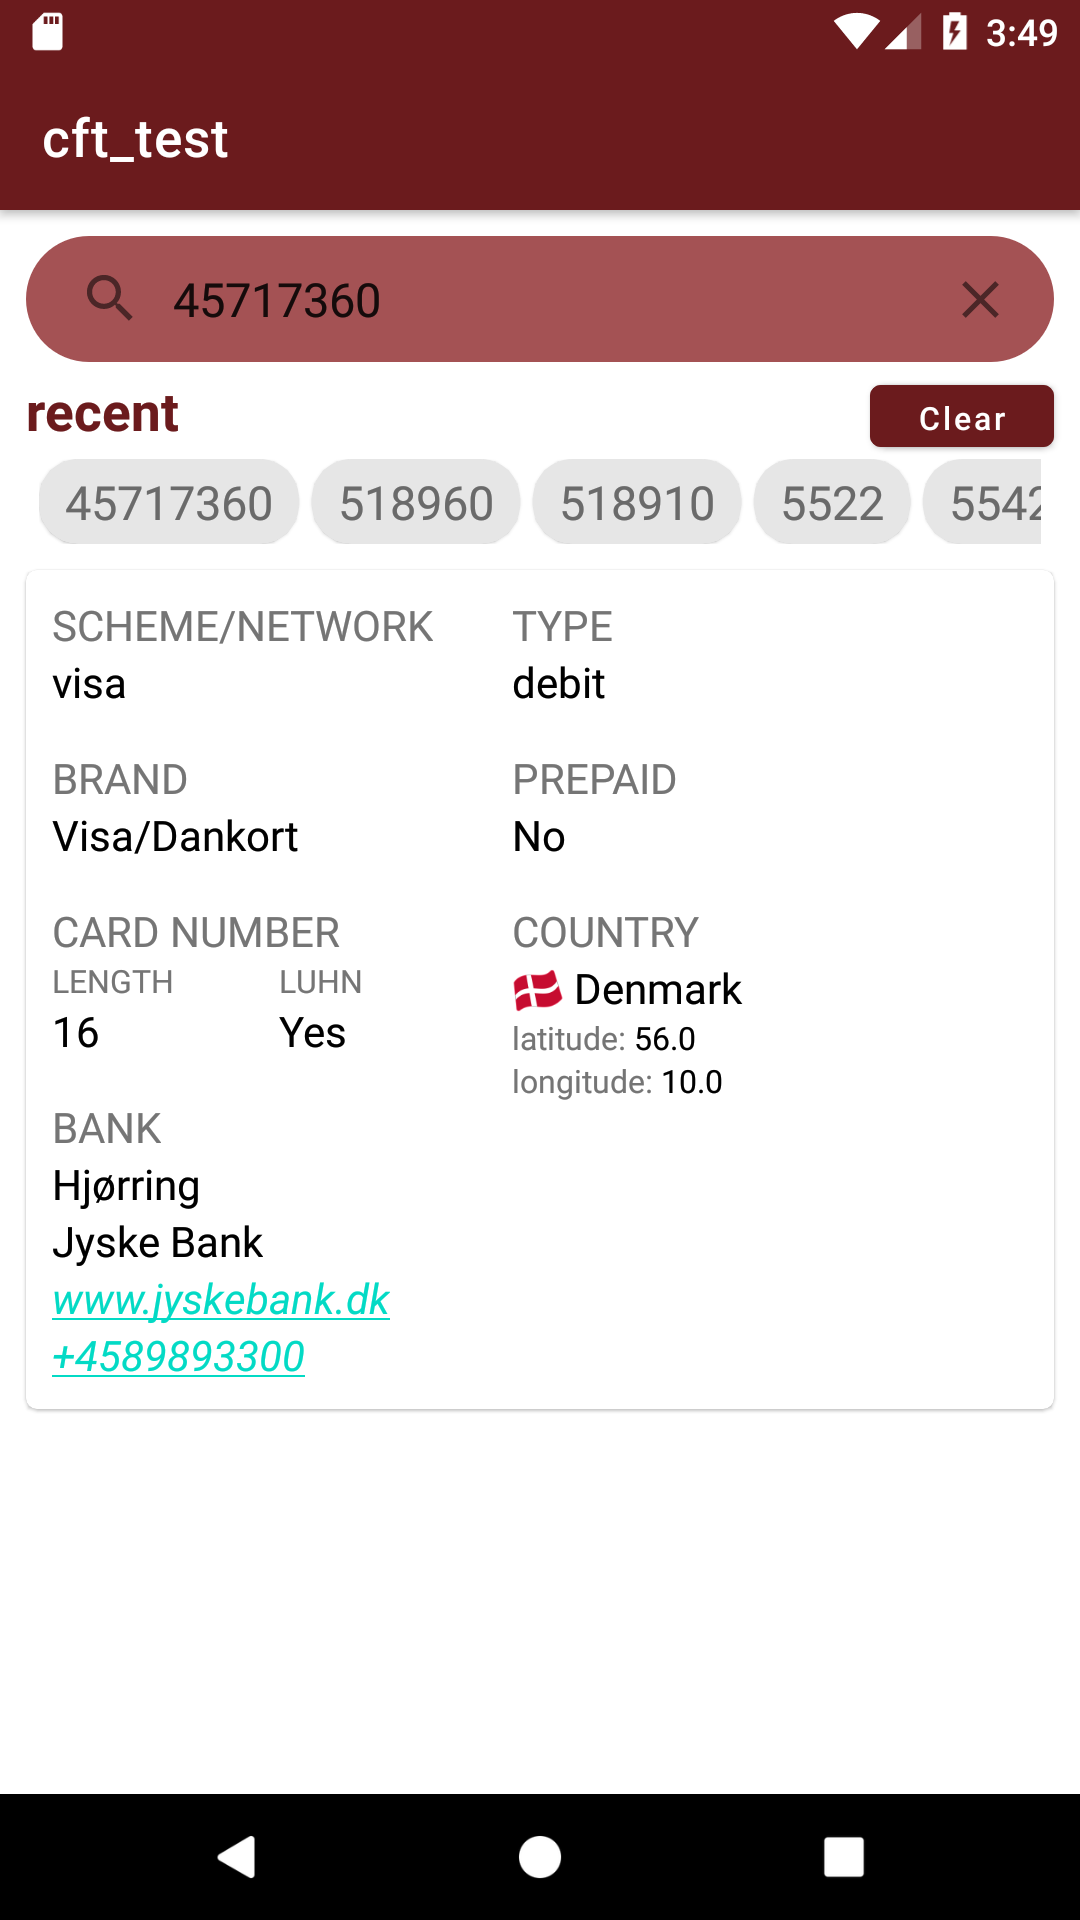 3:49
cft_test
45717360
recent
Clear
45717360 518960 518910 5522 5542
SCHEME/NETWORK TYPE
visa debit
BRAND PREPAID
Visa/Dankort No
CARD NUMBER COUNTRY
LENGTH LUHN
🇩🇰 Denmark
16 Yes
latitude: 56.0
longitude: 10.0
BANK
Hjørring
Jyske Bank
www.jyskebank.dk
+4589893300